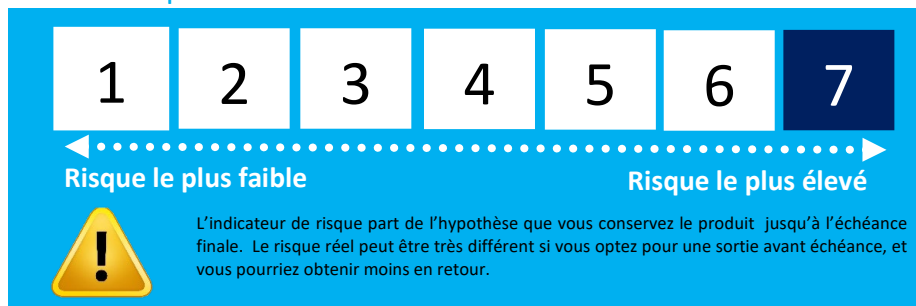 1 2 3 4 5 6 7
Risque le plus faible Risque le plus élevé
L'indicateur de risque part de l'hypothèse que vous conservez le produit jusqu'à l'échéance
finale. Le risque réel peut être très différent si vous optez pour une sortie avant échéance, et
vous pourriez obtenir moins en retour.